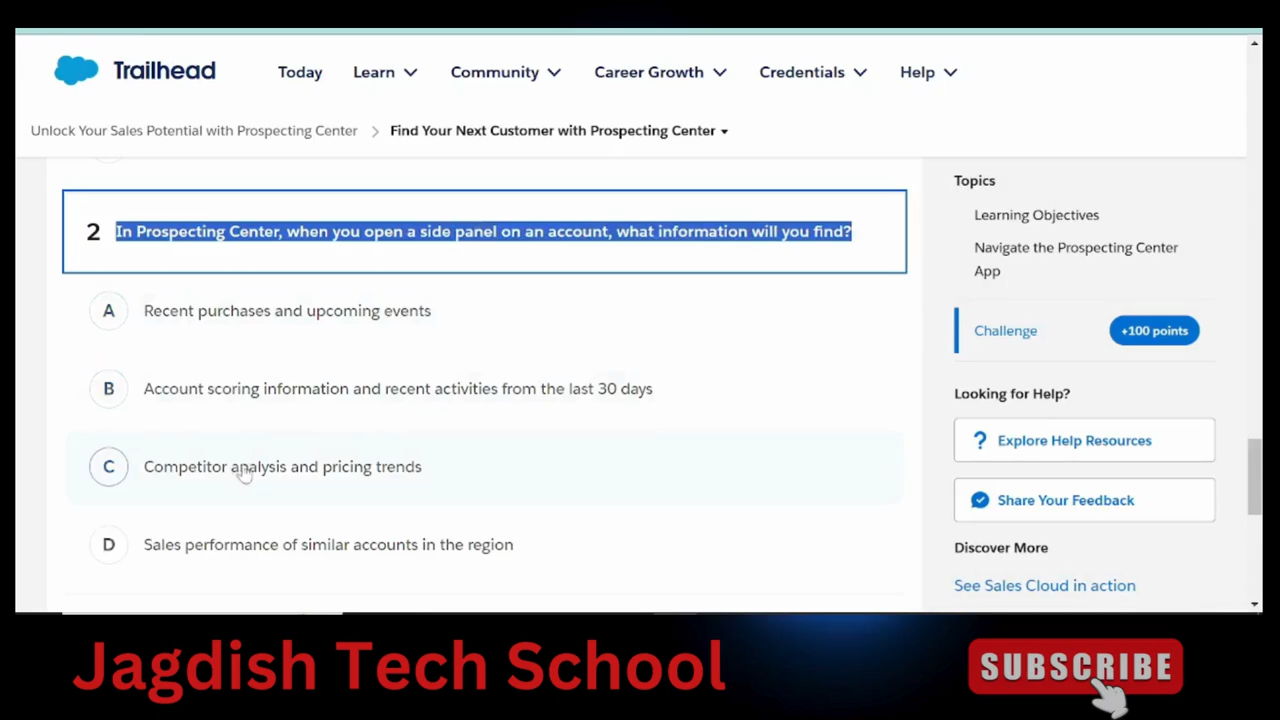 Trailhead
Today Learn Community Career Growth Credentials Help
Unlock Your Sales Potential with Prospecting Center > Find Your Next Customer with Prospecting Center
2 In Prospecting Center, when you open a side panel on an account, what information will you find?
A Recent purchases and upcoming events
B Account scoring information and recent activities from the last 30 days
C Competitor analysis and pricing trends
D Sales performance of similar accounts in the region
Topics
Learning Objectives
Navigate the Prospecting Center
App
Challenge +100 points
Looking for Help?
? Explore Help Resources
Share Your Feedback
Discover More
See Sales Cloud in action
Jagdish Tech School
SUBSCRIBE